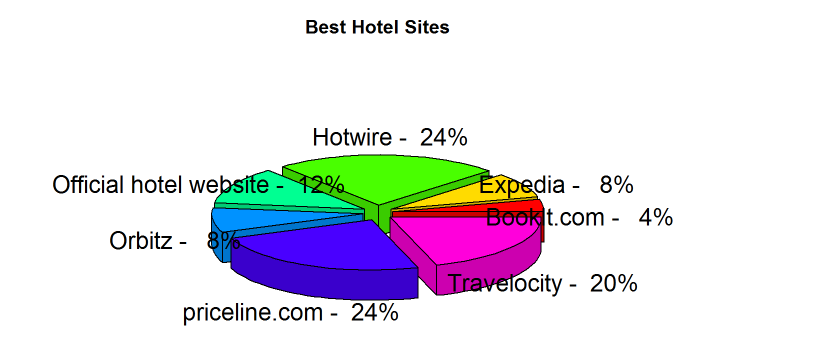 Best Hotel Sites
Hotwire -  24%
Official hotel website -  12%
Expedia -  8%
BookIt.com -  4%
Orbitz -  8%
Travelocity -  20%
priceline.com -  24%